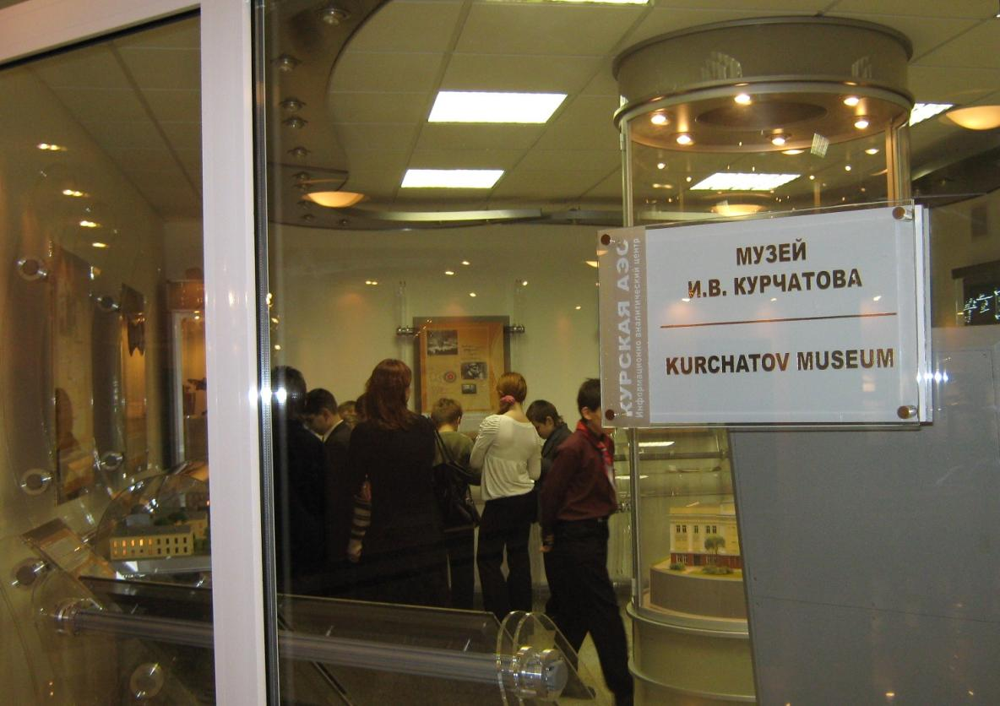 КУРСКАЯ АЭС
Информационно аналитический центр
МУЗЕЙ
И.В. КУРЧАТОВА
KURCHATOV MUSEUM